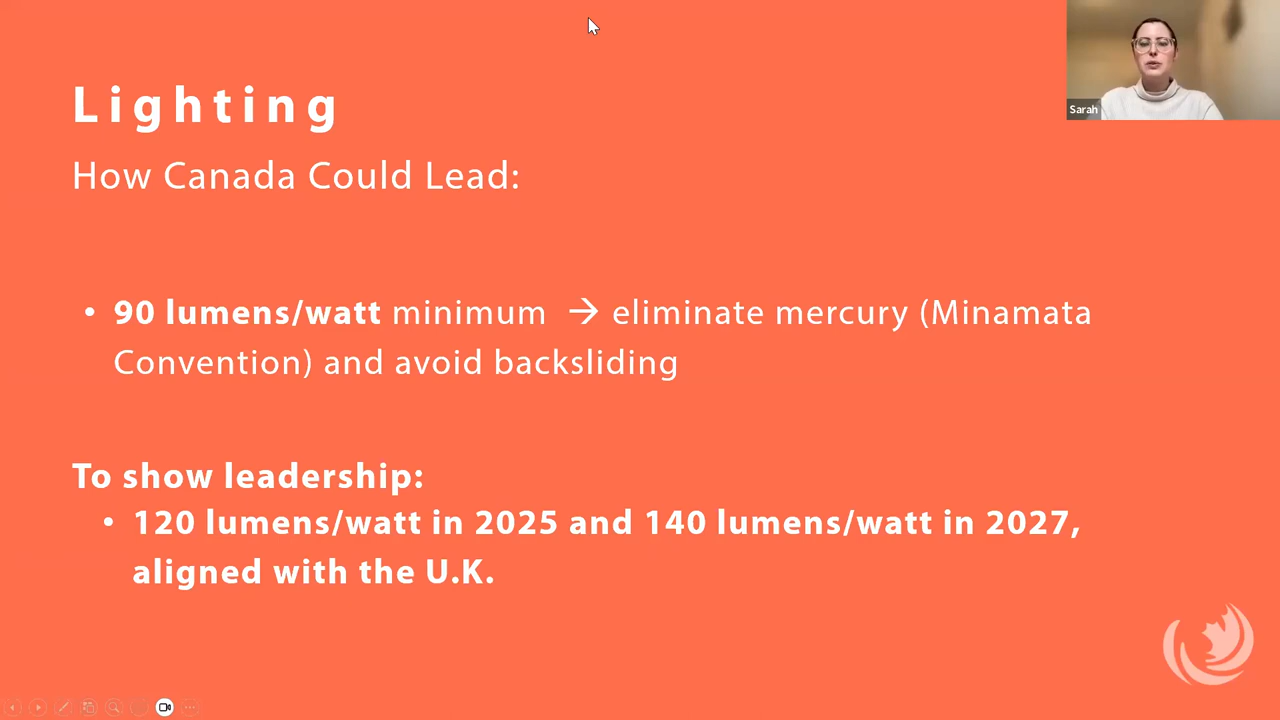 Lighting
Sarah
How Canada Could Lead:
• 90 lumens/watt minimum → eliminate mercury (Minamata
Convention) and avoid backsliding
To show leadership:
• 120 lumens/watt in 2025 and 140 lumens/watt in 2027,
aligned with the U.K.